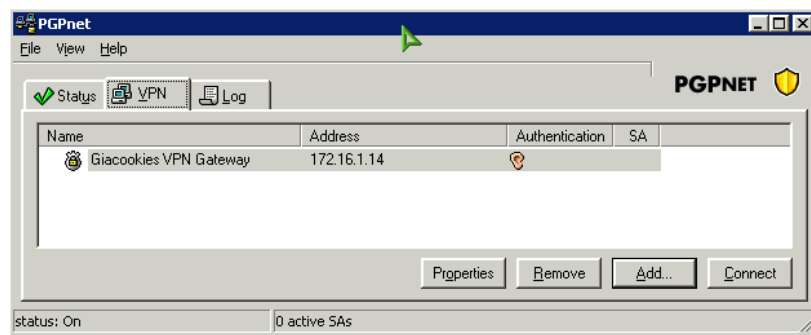 PGPnet
File View Help
Status VPN Log
PGPNET
Name Address Authentication SA
Giacookies VPN Gateway 172.16.1.14
Properties Remove Add... Connect
status: On 0 active SAs